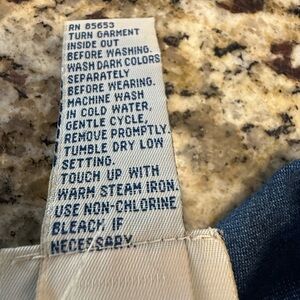 RN 85653
TURN GARMENT
INSIDE OUT
BEFORE WASHING.
WASH DARK COLORS
SEPARATELY
BEFORE WEARING.
MACHINE WASH
IN COLD WATER,
GENTLE CYCLE,
REMOVE PROMPTLY.
TUMBLE DRY LOW
SETTING.
TOUCH UP WITH
WARM STEAM IRON.
USE NON-CHLORINE
BLEACH IF
NECESSARY.